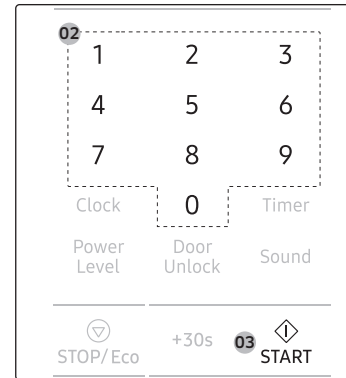 02
1 2 3
4 5 6
7 8 9
Clock 0 Timer
Power Level Door Unlock Sound
STOP/Eco +30s 03 START